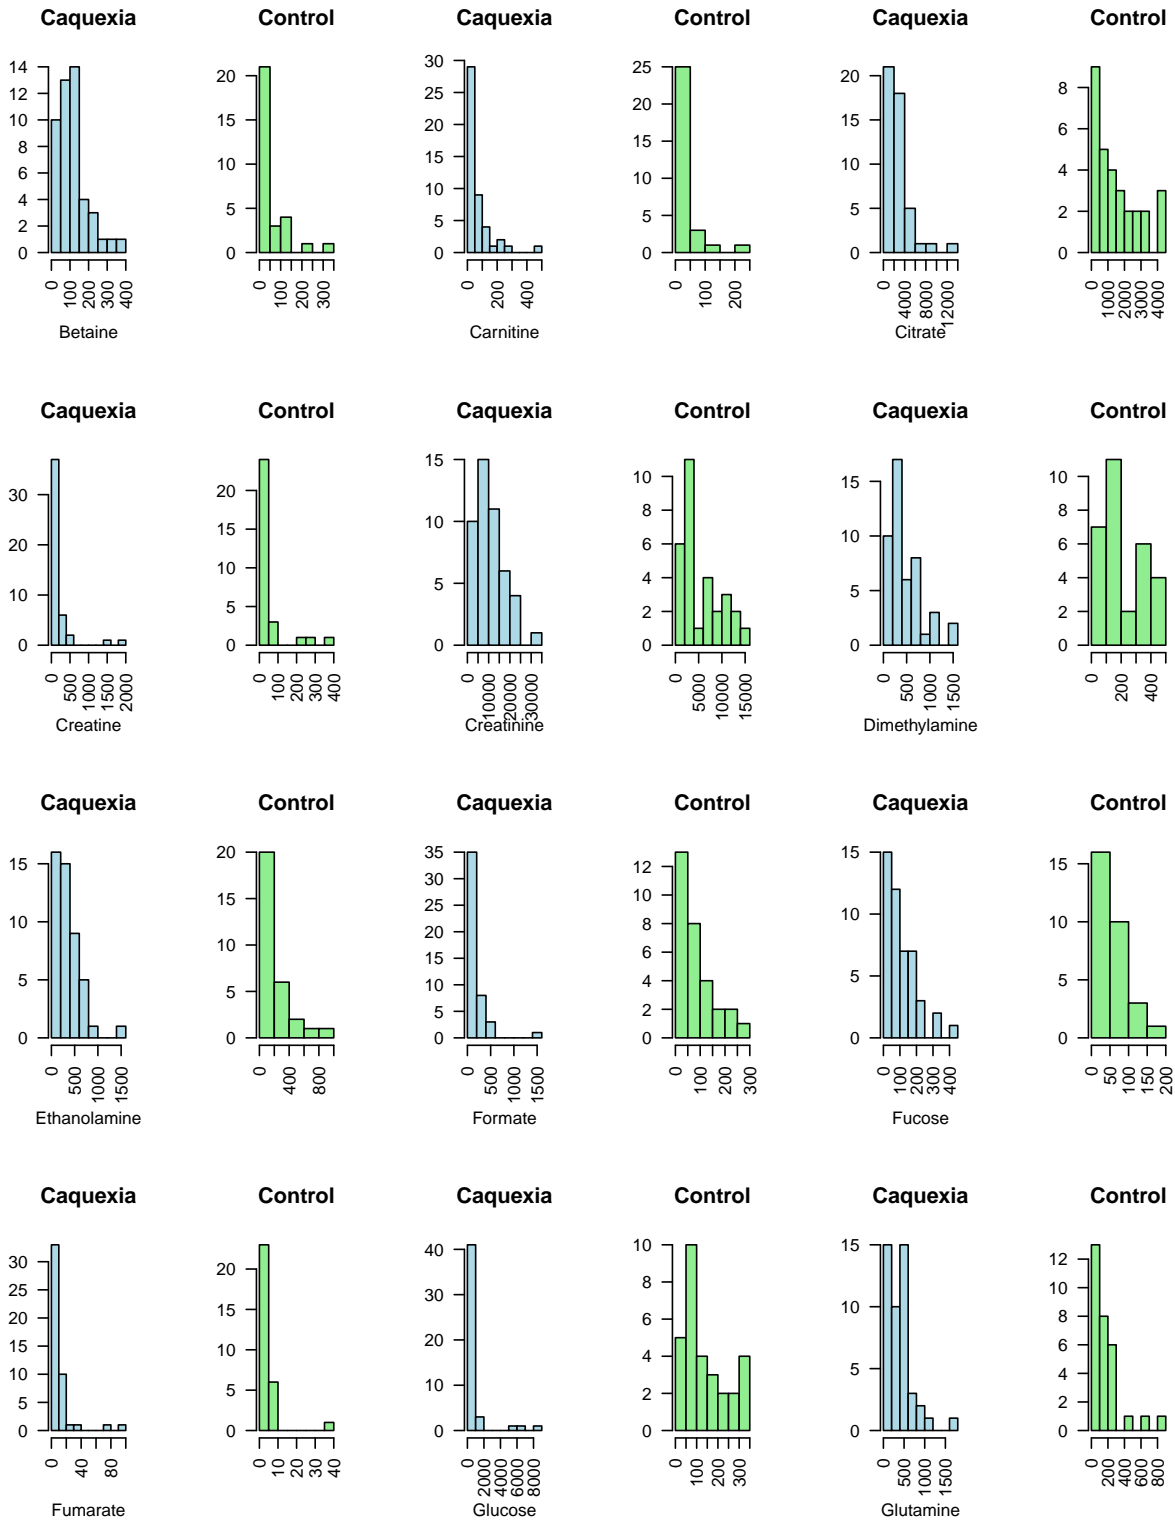 Caquexia Control Caquexia Control Caquexia Control
14 12 10 8 6 4 2 0
0 100 200 300 400
Betaine
20 15 10 5 0
0 100 200 300
30 25 20 15 10 5 0
0 200 400
Carnitine
25 20 15 10 5 0
0 100 200
20 15 10 5 0
0 4000 8000 12000
Citrate
8 6 4 2 0
0 1000 2000 3000 4000
Caquexia Control Caquexia Control Caquexia Control
30 20 10 0
0 500 1000 1500 2000
Creatine
20 15 10 5 0
0 100 200 300 400
15 10 5 0
0 10000 20000 30000
Creatinine
10 8 6 4 2 0
0 5000 10000 15000
15 10 5 0
0 500 1000 1500
Dimethylamine
10 8 6 4 2 0
200 400
Caquexia Control Caquexia Control Caquexia Control
15 10 5 0
0 500 1000 1500
Ethanolamine
20 15 10 5 0
0 400 800
35 30 25 20 15 10 5 0
0 500 1500
Formate
12 10 8 6 4 2 0
0 100 200 300
15 10 5 0
0 100 200 300 400
Fucose
15 10 5 0
0 50 100 150 200
Caquexia Control Caquexia Control Caquexia Control
30 25 20 15 10 5 0
0 40 80
Fumarate
20 15 10 5 0
0 10 20 30 40
40 30 20 10 0
0 2000 4000 6000 8000
Glucose
10 8 6 4 2 0
0 100 200 300
15 10 5 0
0 500 1000 1500
Glutamine
12 10 8 6 4 2 0
0 200 400 600 800